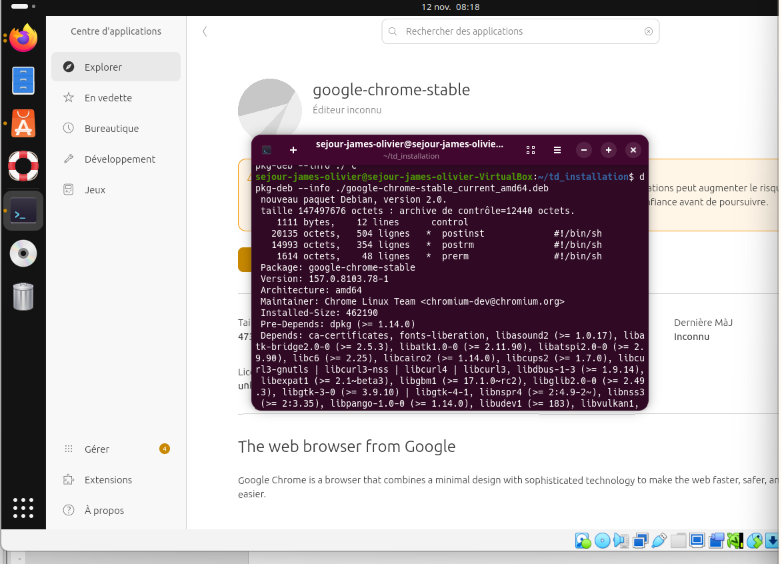 12 nov. 08:18
Centre d'applications
Rechercher des applications
Explorer
En vedette
Bureautique
Développement
Jeux
google-chrome-stable
Éditeur inconnu
ations peut augmenter le risqu
nfiance avant de poursuivre.
sejour-james-olivier@sejour-james-olivie...
~/td_installation
pkg-deb --info ./ C
sejour-james-olivier@sejour-james-olivier-VirtualBox:~/td_installation$ d
pkg-deb --info ./google-chrome-stable_current_amd64.deb
nouveau paquet Debian, version 2.0.
taille 147497676 octets : archive de contrôle=12440 octets.
1111 bytes, 12 lines control
20135 octets, 504 lignes * postinst #!/bin/sh
14993 octets, 354 lignes * postrm #!/bin/sh
1614 octets, 48 lignes * prerm #!/bin/sh
Package: google-chrome-stable
Version: 157.0.8103.78-1
Architecture: amd64
Maintainer: Chrome Linux Team <chromium-dev@chromium.org>
Installed-Size: 462190
Pre-Depends: dpkg (>= 1.14.0)
Depends: ca-certificates, fonts-liberation, libasound2 (>= 1.0.17), liba
tk-bridge2.0-0 (>= 2.5.3), libatk1.0-0 (>= 2.11.90), libatspi2.0-0 (>= 2.
9.90), libc6 (>= 2.25), libcairo2 (>= 1.14.0), libcups2 (>= 1.7.0), libcu
rl3-gnutls | libcurl3-nss | libcurl4 | libcurl3, libdbus-1-3 (>= 1.9.14),
libexpat1 (>= 2.1~beta3), libgbm1 (>= 17.1.0~rc2), libglib2.0-0 (>= 2.49
.3), libgtk-3-0 (>= 3.9.10) | libgtk-4-1, libnspr4 (>= 2:4.9-2~), libnss3
(>= 2:3.35), libpango-1.0-0 (>= 1.14.0), libudev1 (>= 183), libvulkan1,
Tai
473
Dernière MàJ
Inconnu
Lic
unk
The web browser from Google
Google Chrome is a browser that combines a minimal design with sophisticated technology to make the web faster, safer, an
easier.
Gérer
4
Extensions
À propos